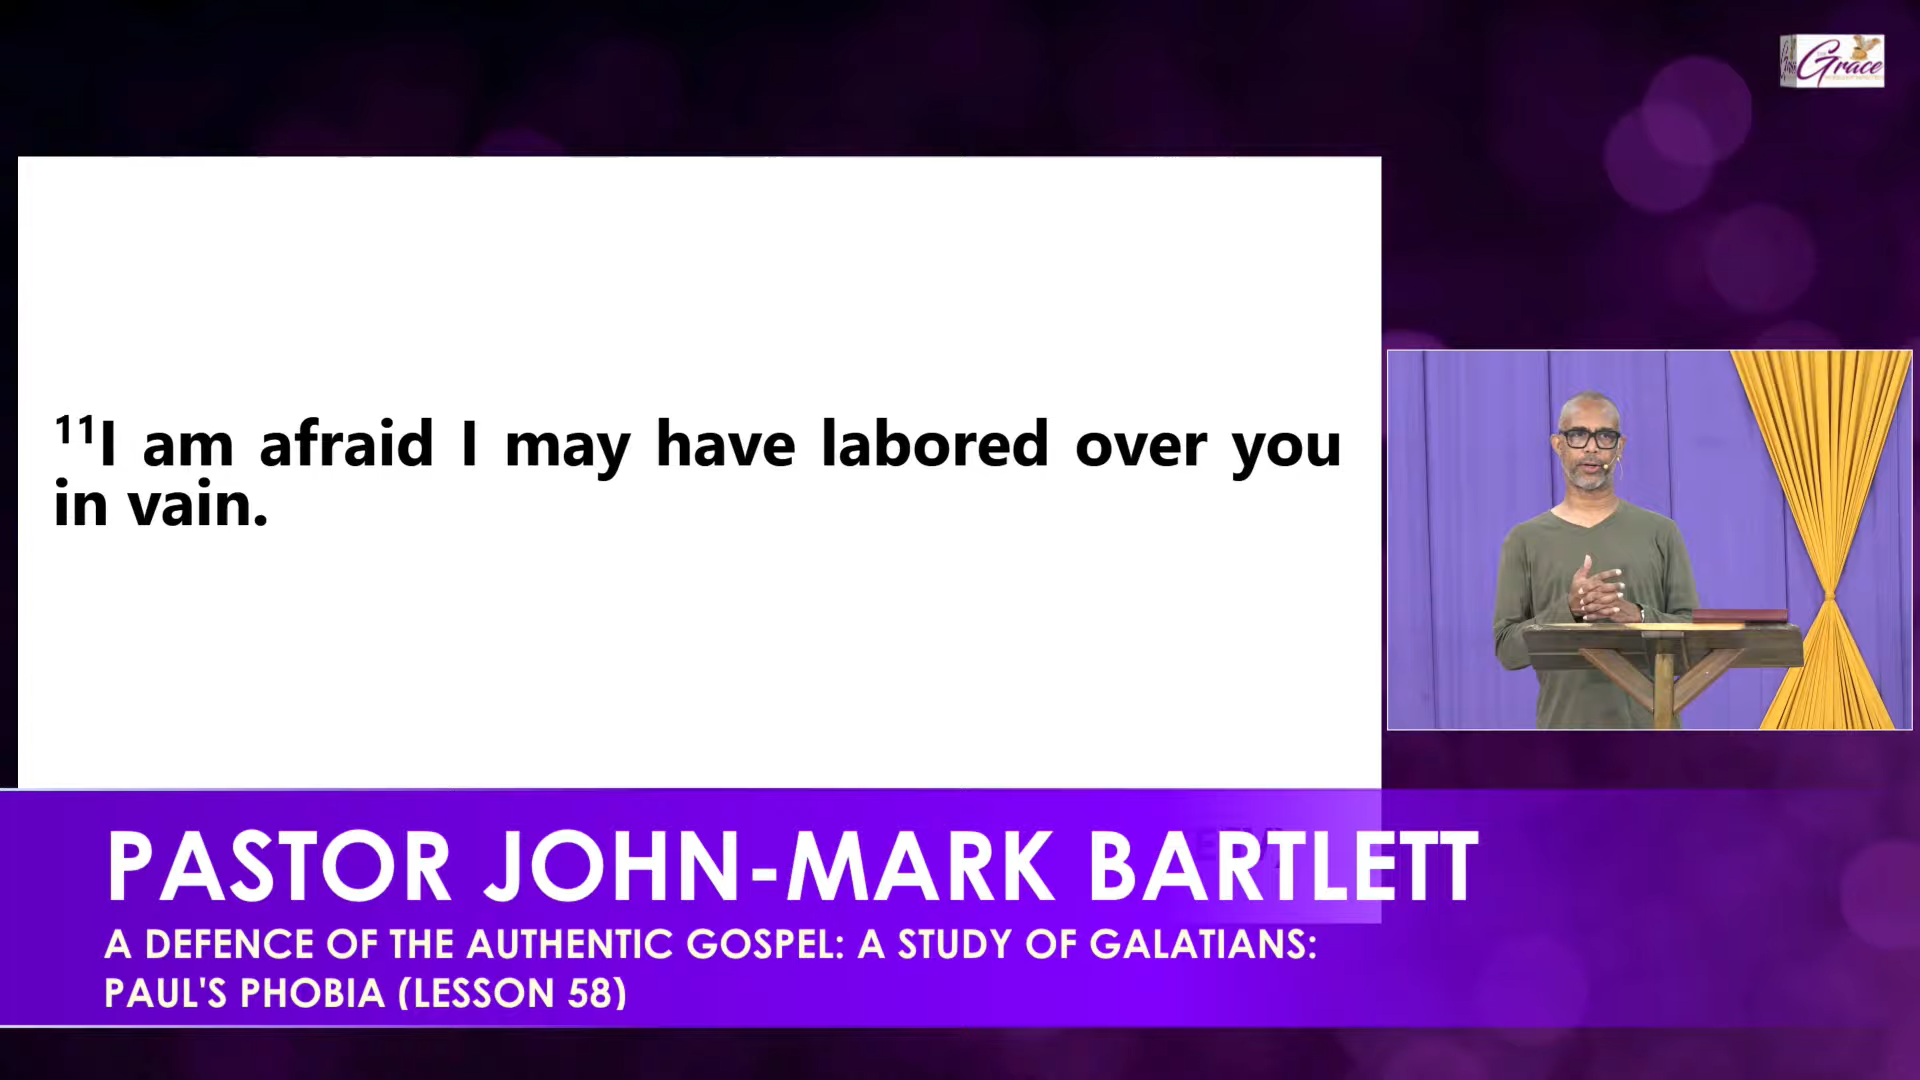 Grace
¹¹I am afraid I may have labored over you
in vain.
PASTOR JOHN-MARK BARTLETT
A DEFENCE OF THE AUTHENTIC GOSPEL: A STUDY OF GALATIANS:
PAUL'S PHOBIA (LESSON 58)